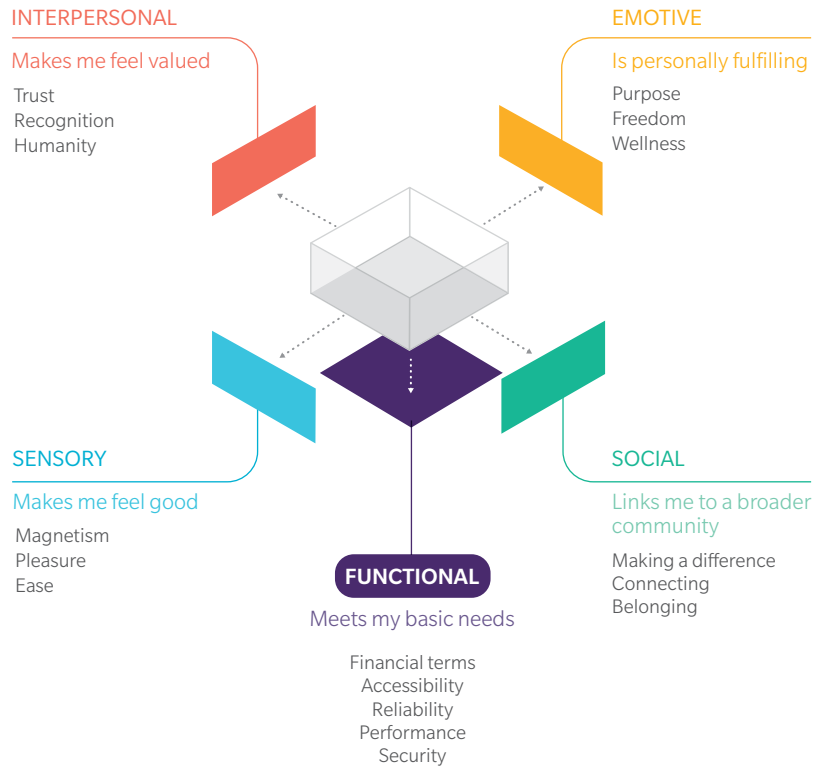 INTERPERSONAL
Makes me feel valued
Trust
Recognition
Humanity
EMOTIVE
Is personally fulfilling
Purpose
Freedom
Wellness
SENSORY
Makes me feel good
Magnetism
Pleasure
Ease
SOCIAL
Links me to a broader
community
Making a difference
Connecting
Belonging
FUNCTIONAL
Meets my basic needs
Financial terms
Accessibility
Reliability
Performance
Security